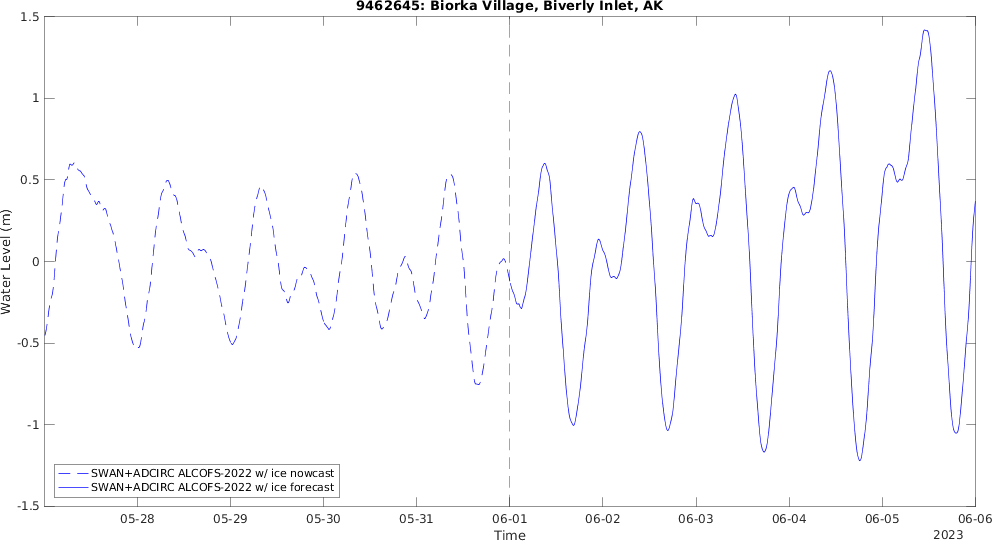 9462645: Biorka Village, Biverly Inlet, AK
Water Level (m)
1.5
1
0.5
0
-0.5
-1
-1.5
SWAN+ADCIRC ALCOFS-2022 w/ ice nowcast
SWAN+ADCIRC ALCOFS-2022 w/ ice forecast
05-28 05-29 05-30 05-31 06-01 06-02 06-03 06-04 06-05 06-06
Time
2023